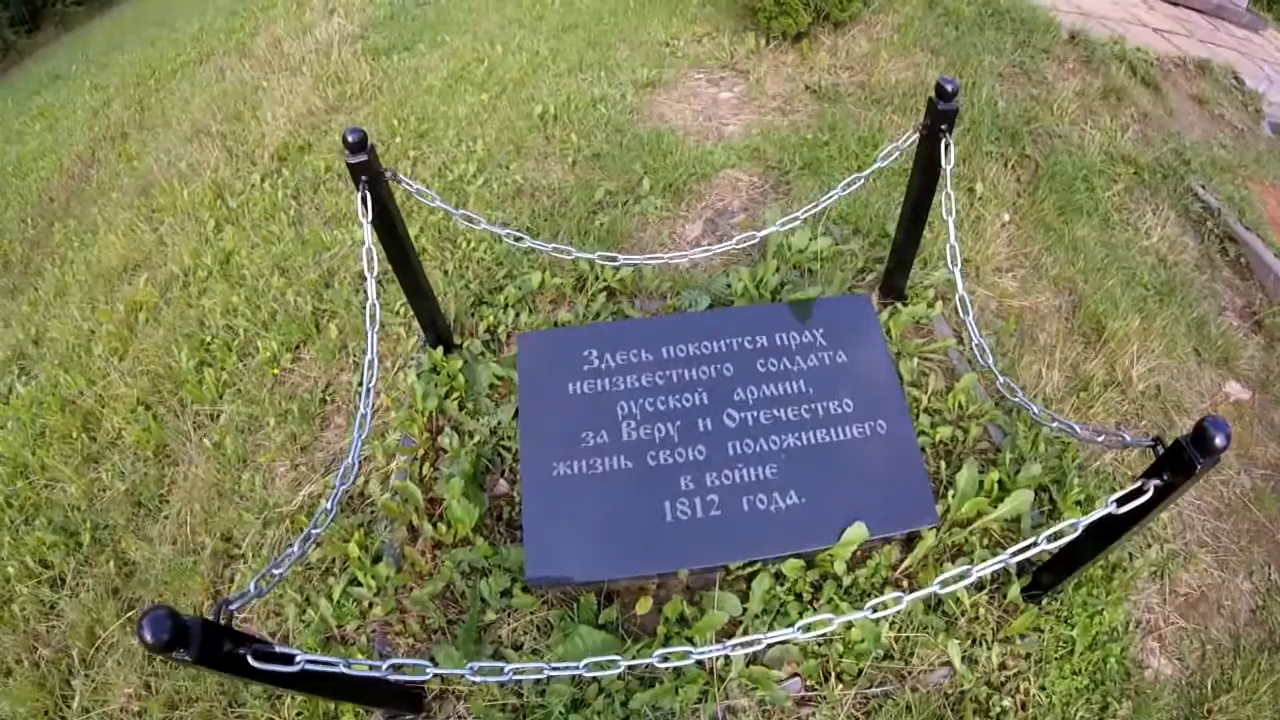 Здесь покоится прах
неизвестного солдата
русской армии,
за Веру и Отечество
жизнь свою положившего
в войне
1812 года.